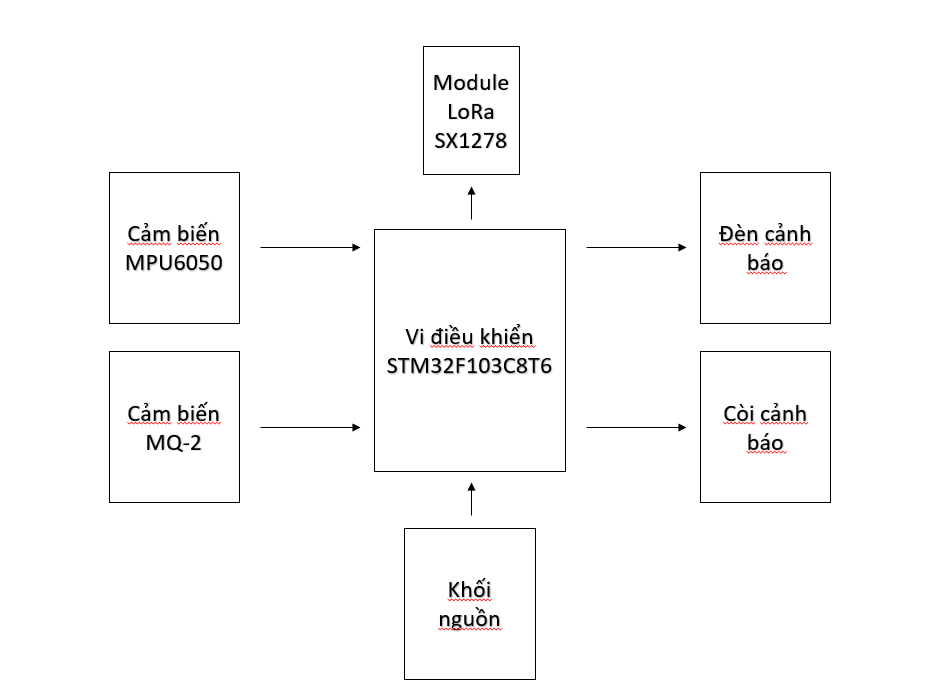 Module
LoRa
SX1278
Cảm biến
MPU6050
Đèn cảnh
báo
Vi điều khiển
STM32F103C8T6
Cảm biến
MQ-2
Còi cảnh
báo
Khối
nguồn